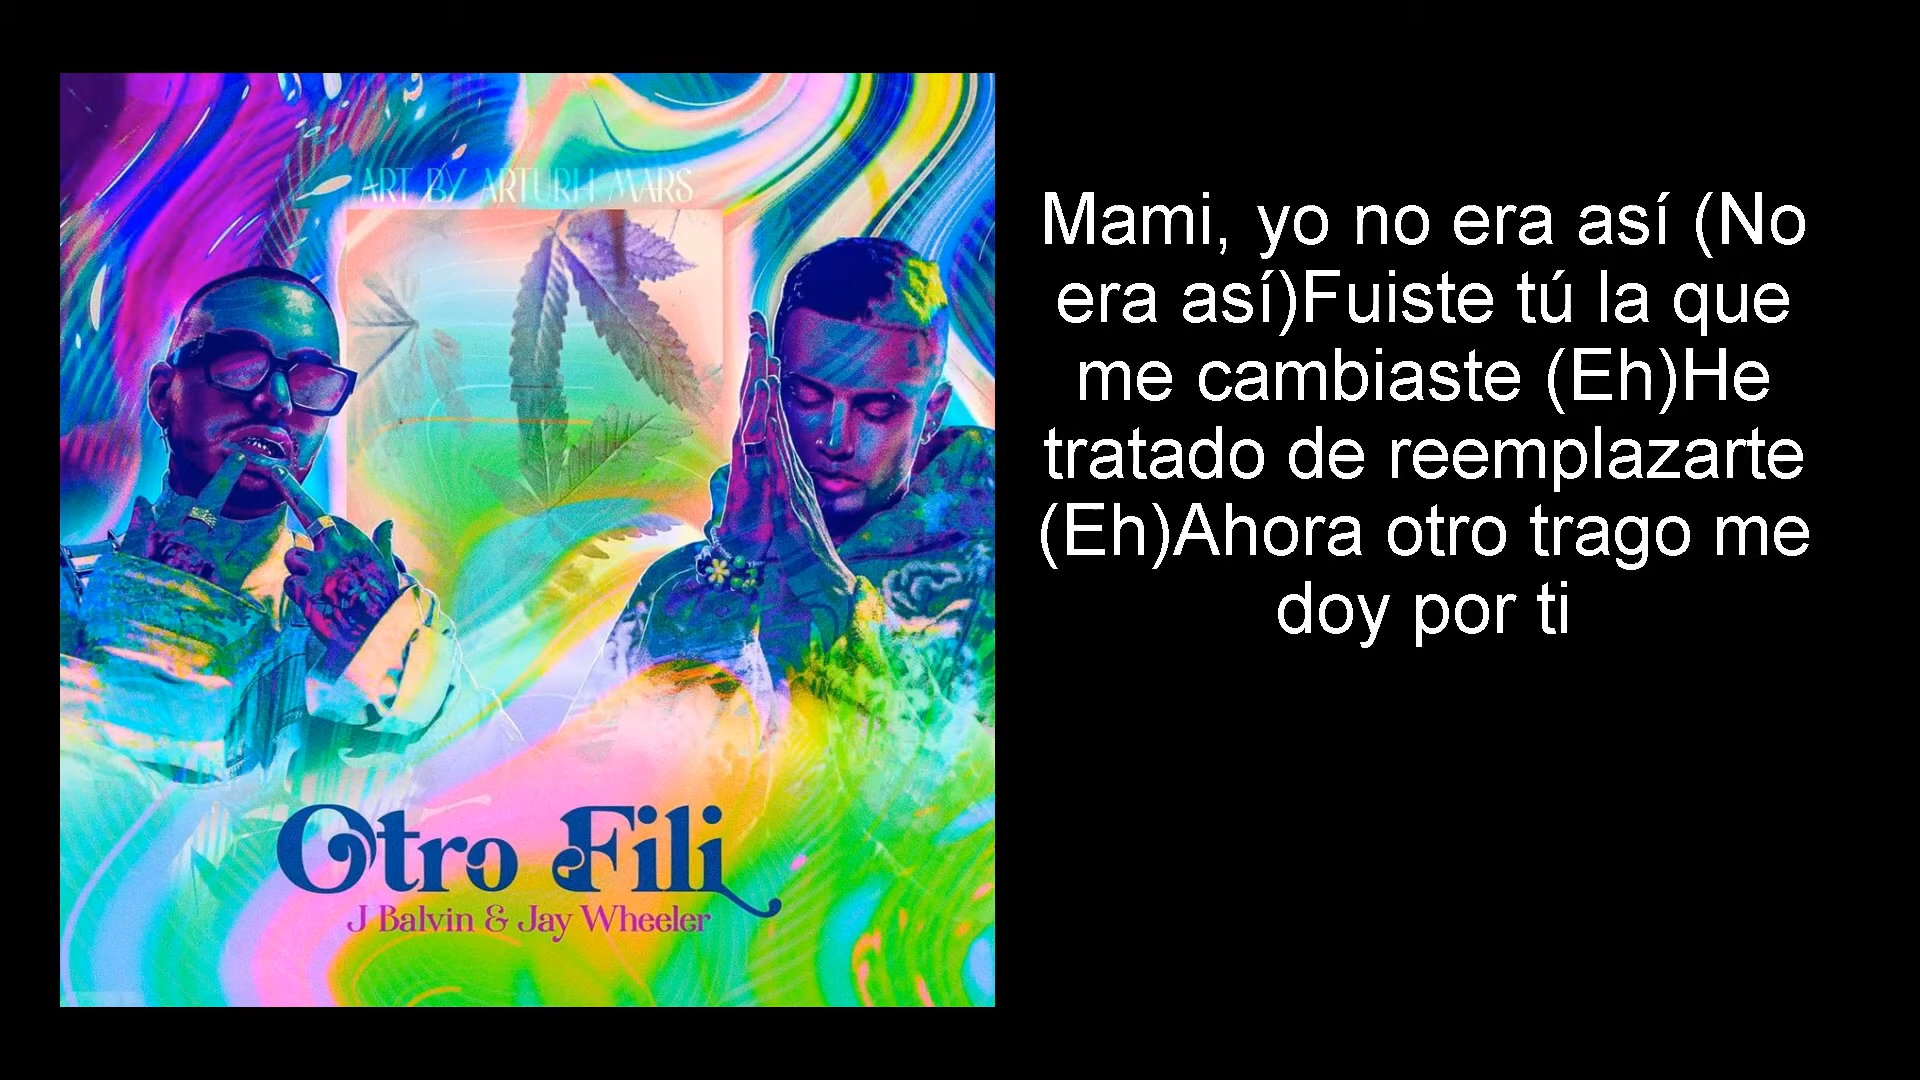 ART BY ARTURH MARS
Otro Fili
J Balvin & Jay Wheeler
Mami, yo no era así (No
era así)Fuiste tú la que
me cambiaste (Eh)He
tratado de reemplazarte
(Eh)Ahora otro trago me
doy por ti